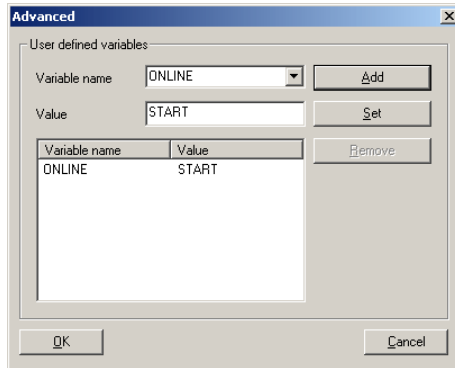 Advanced
User defined variables
Variable name ONLINE Add
Value START Set
Variable name Value Remove
ONLINE START
OK Cancel